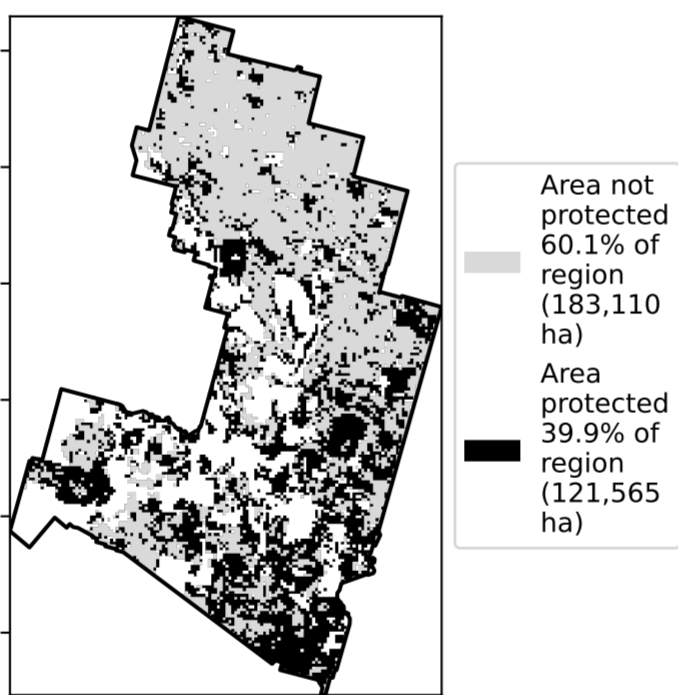 Area not
protected
60.1% of
region
(183,110
ha)
Area
protected
39.9% of
region
(121,565
ha)